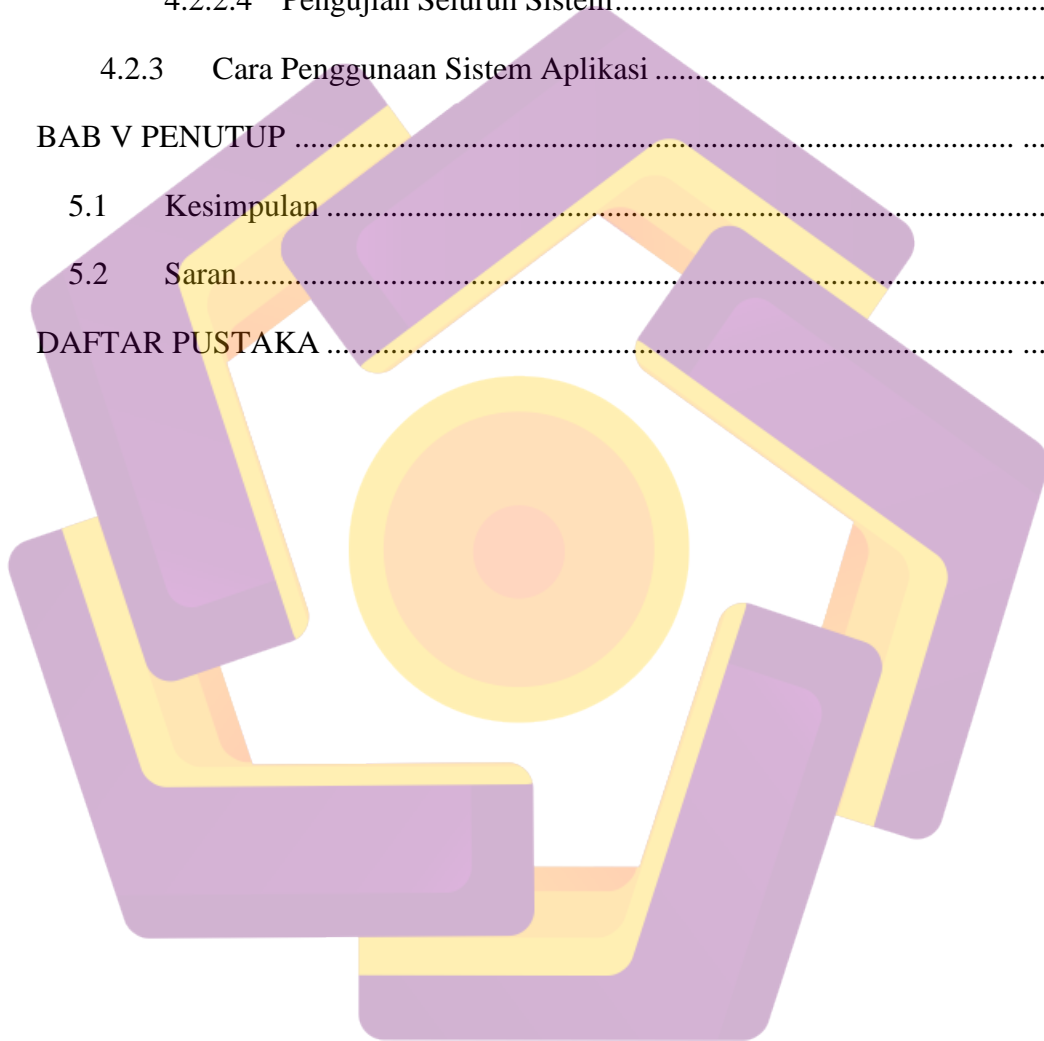 4.2.2.4 Pengujian Seluruh Sistem....................................................
4.2.3 Cara Penggunaan Sistem Aplikasi ................................................
BAB V PENUTUP ............................................................................................ ...
5.1 Kesimpulan .........................................................................................
5.2 Saran....................................................................................................
DAFTAR PUSTAKA ........................................................................................ ...